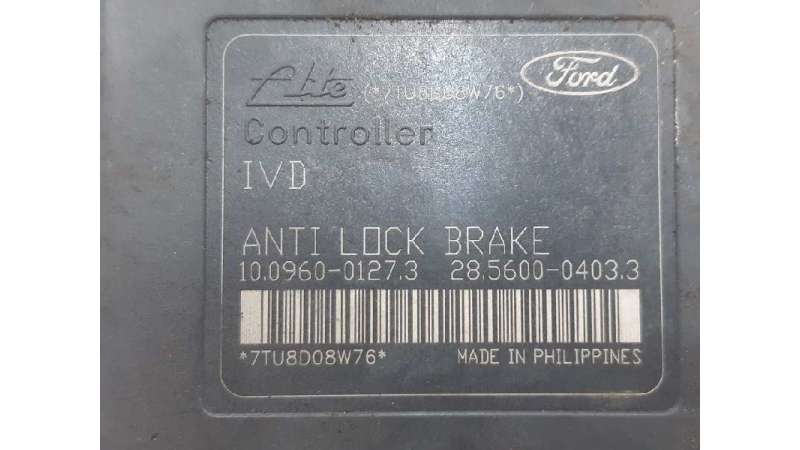 Ate (*7TU8D08W76*) Ford
Controller
IVD
ANTI LOCK BRAKE
10.0960-0127.3 28.5600-0403.3
*7TU8D08W76* MADE IN PHILIPPINES